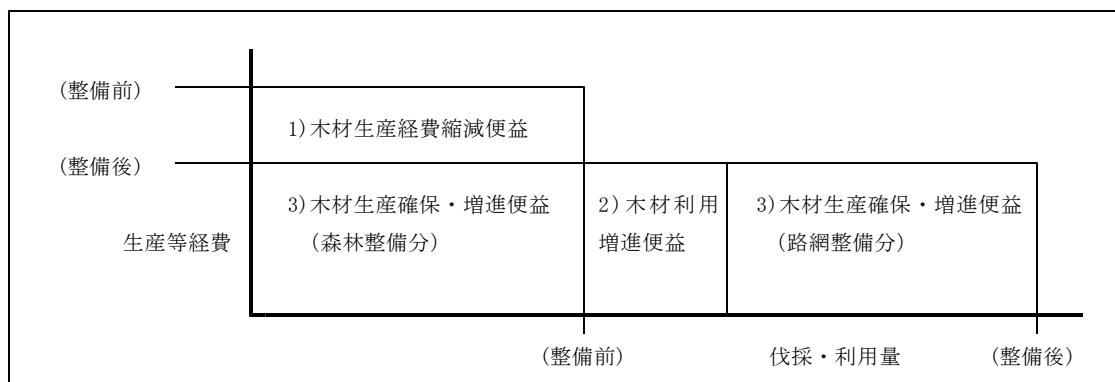 (整備前)
1)木材生産経費縮減便益
(整備後)
3)木材生産確保・増進便益
(森林整備分)
2)木材利用
増進便益
3)木材生産確保・増進便益
(路網整備分)
生産等経費
(整備前)
伐採・利用量
(整備後)